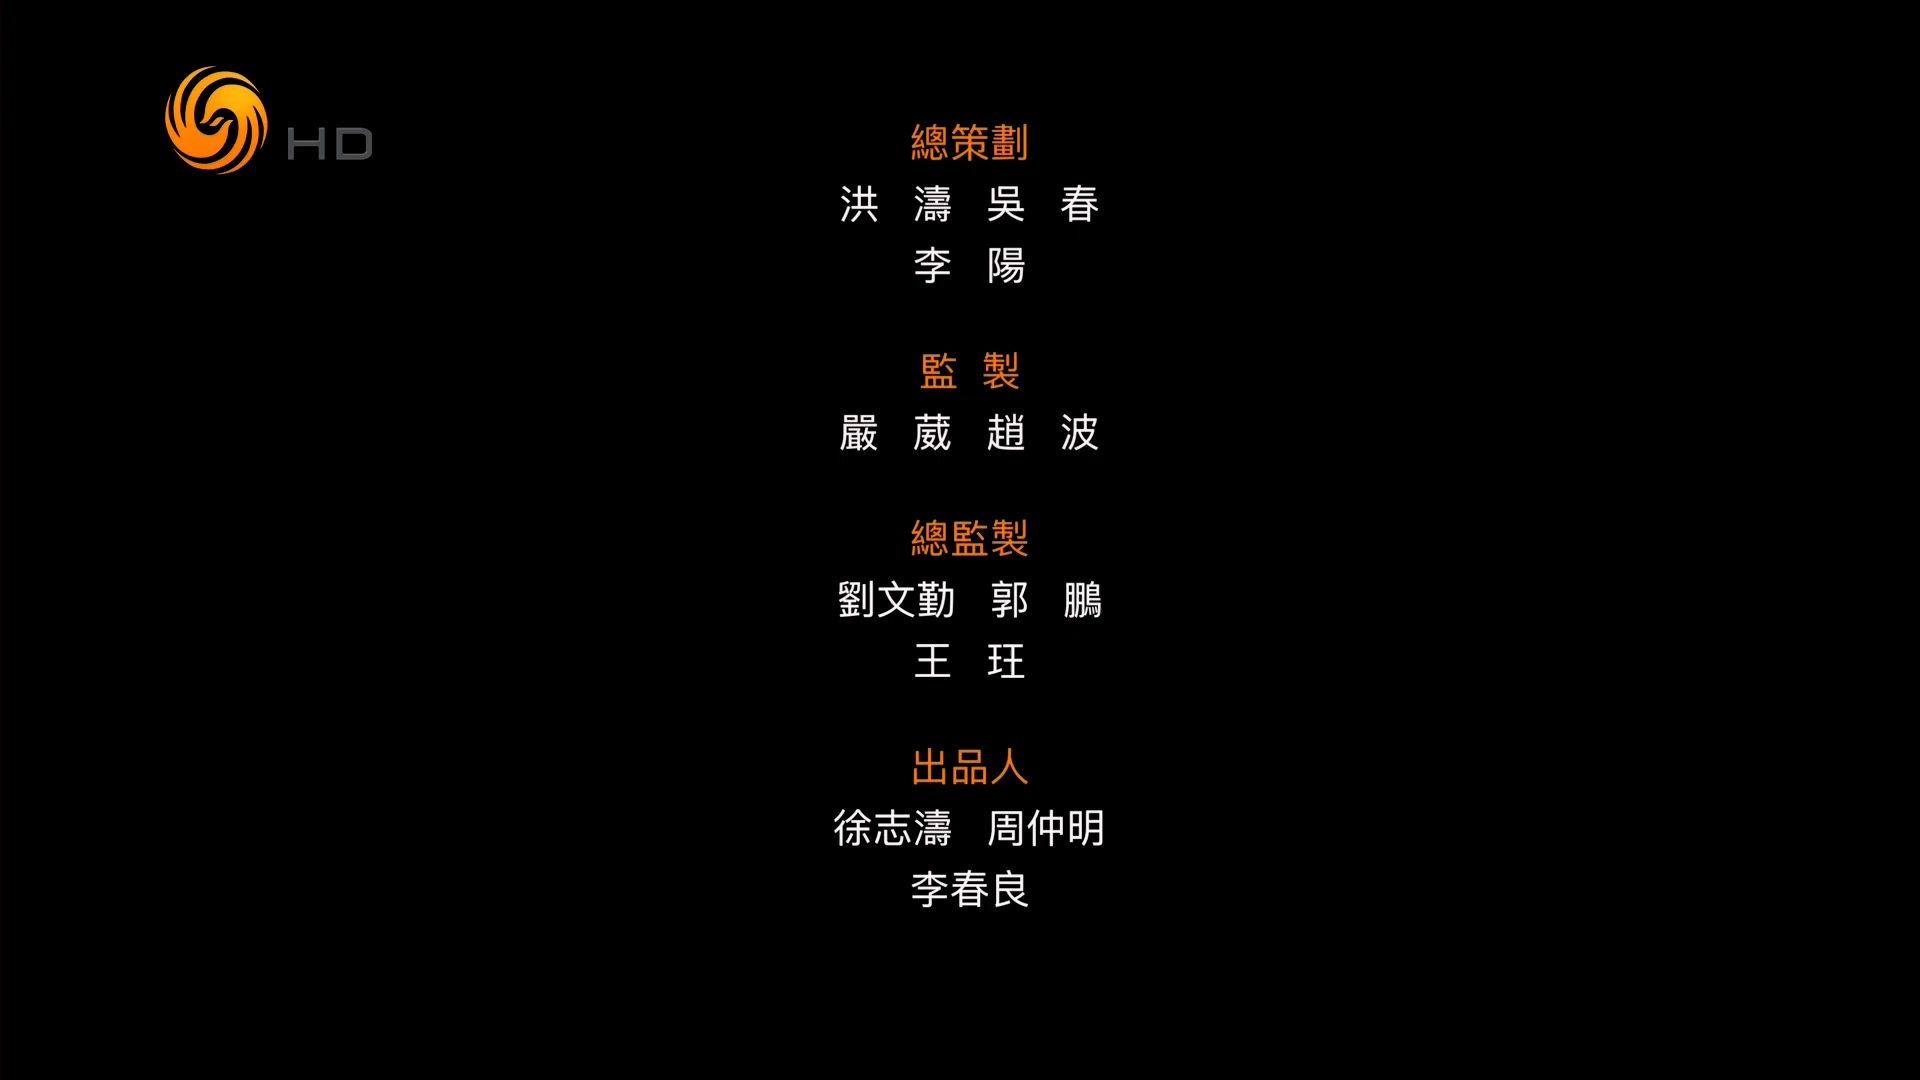 HD
總策劃
洪 濤 吳 春
李 陽
監 製
嚴 葳 趙 波
總監製
劉文勤 郭 鵬
王 玨
出品人
徐志濤 周仲明
李春良